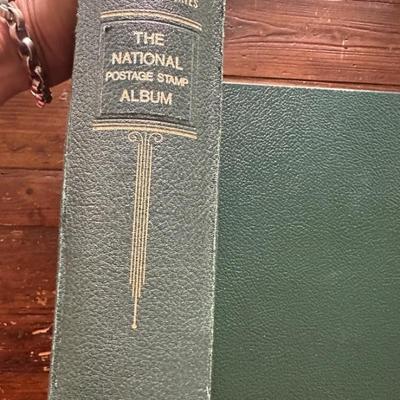 THE
NATIONAL
POSTAGE STAMP
ALBUM